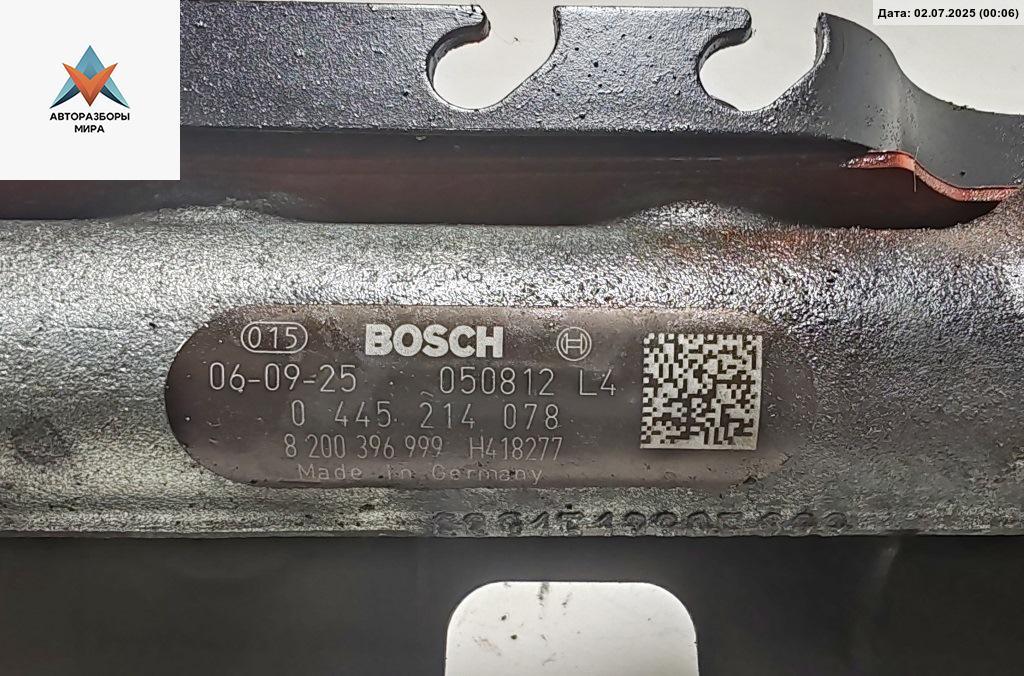 Дата: 02.07.2025 (00:06)
АВТОРАЗБОРЫ
МИРА
015 BOSCH
06-09-25 050812 L4
0 445 214 078
8 200 396 999 H418277
Made in Germany